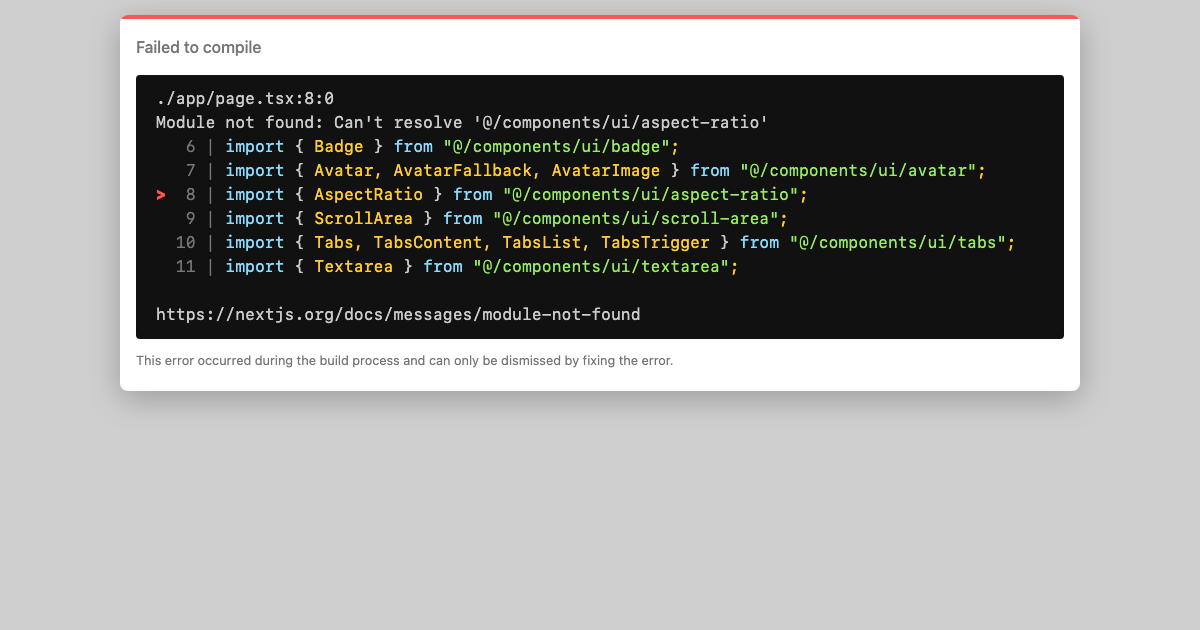 Failed to compile
./app/page.tsx:8:0
Module not found: Can't resolve '@/components/ui/aspect-ratio'
6 | import { Badge } from "@/components/ui/badge";
7 | import { Avatar, AvatarFallback, AvatarImage } from "@/components/ui/avatar";
> 8 | import { AspectRatio } from "@/components/ui/aspect-ratio";
9 | import { ScrollArea } from "@/components/ui/scroll-area";
10 | import { Tabs, TabsContent, TabsList, TabsTrigger } from "@/components/ui/tabs";
11 | import { Textarea } from "@/components/ui/textarea";
https://nextjs.org/docs/messages/module-not-found
This error occurred during the build process and can only be dismissed by fixing the error.